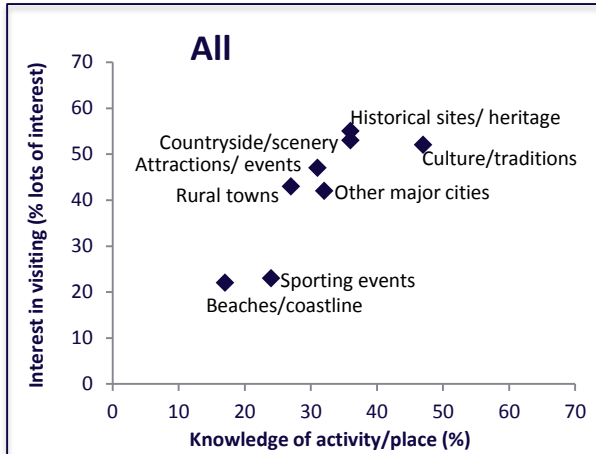 All
Interest in visiting (% lots of interest)
70
60
50
40
30
20
10
0
Historical sites/ heritage
Countryside/scenery
Culture/traditions
Attractions/ events
Rural towns
Other major cities
Sporting events
Beaches/coastline
0 10 20 30 40 50 60 70
Knowledge of activity/place (%)